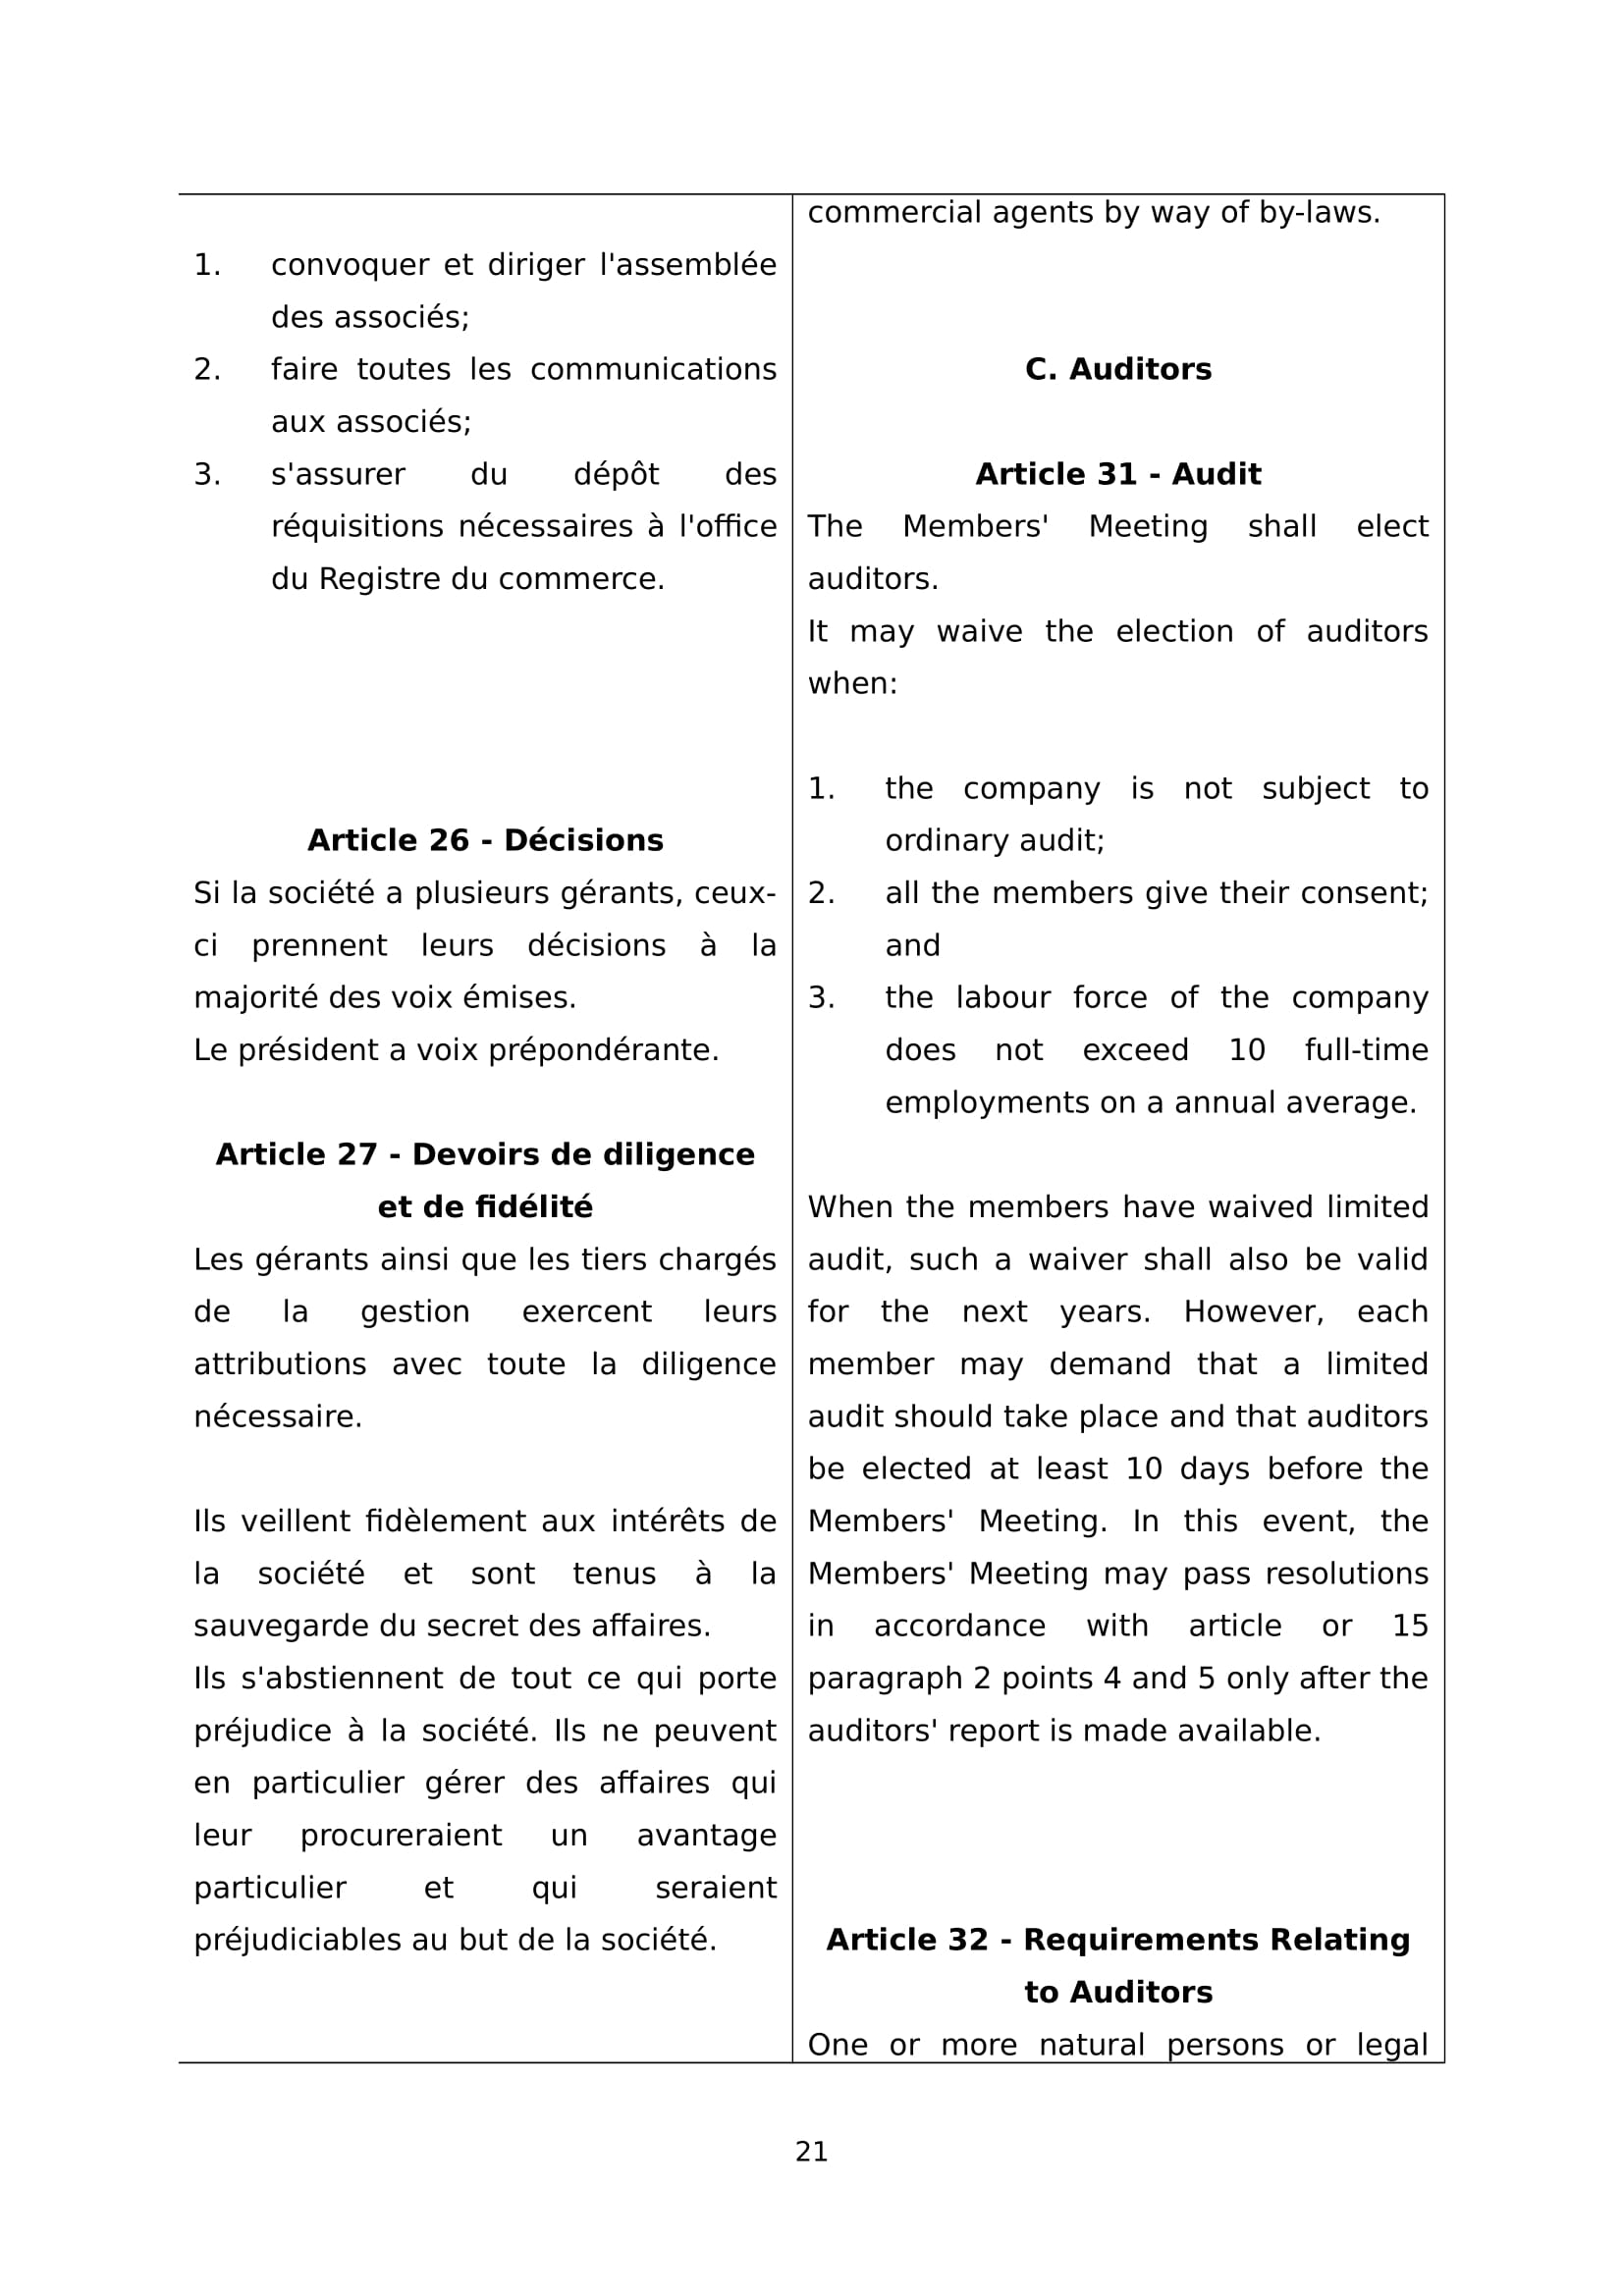 1. convoquer et diriger l'assemblée
des associés;
2. faire toutes les communications
aux associés;
3. s'assurer du dépôt des
réquisitions nécessaires à l'office
du Registre du commerce.
Article 26 - Décisions
Si la société a plusieurs gérants, ceux-
ci prennent leurs décisions à la
majorité des voix émises.
Le président a voix prépondérante.
Article 27 - Devoirs de diligence
et de fidélité
Les gérants ainsi que les tiers chargés
de la gestion exercent leurs
attributions avec toute la diligence
nécessaire.
Ils veillent fidèlement aux intérêts de
la société et sont tenus à la
sauvegarde du secret des affaires.
Ils s'abstiennent de tout ce qui porte
préjudice à la société. Ils ne peuvent
en particulier gérer des affaires qui
leur procureraient un avantage
particulier et qui seraient
préjudiciables au but de la société.
commercial agents by way of by-laws.
C. Auditors
Article 31 - Audit
The Members' Meeting shall elect
auditors.
It may waive the election of auditors
when:
1. the company is not subject to
ordinary audit;
2. all the members give their consent;
and
3. the labour force of the company
does not exceed 10 full-time
employments on a annual average.
When the members have waived limited
audit, such a waiver shall also be valid
for the next years. However, each
member may demand that a limited
audit should take place and that auditors
be elected at least 10 days before the
Members' Meeting. In this event, the
Members' Meeting may pass resolutions
in accordance with article or 15
paragraph 2 points 4 and 5 only after the
auditors' report is made available.
Article 32 - Requirements Relating
to Auditors
One or more natural persons or legal
21